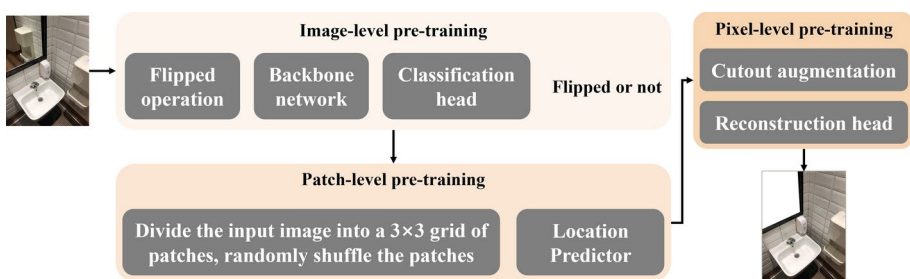 Image-level pre-training
Flipped
operation
Backbone
network
Classification
head
Flipped or not
Patch-level pre-training
Divide the input image into a 3×3 grid of
patches, randomly shuffle the patches
Location
Predictor
Pixel-level pre-training
Cutout augmentation
Reconstruction head